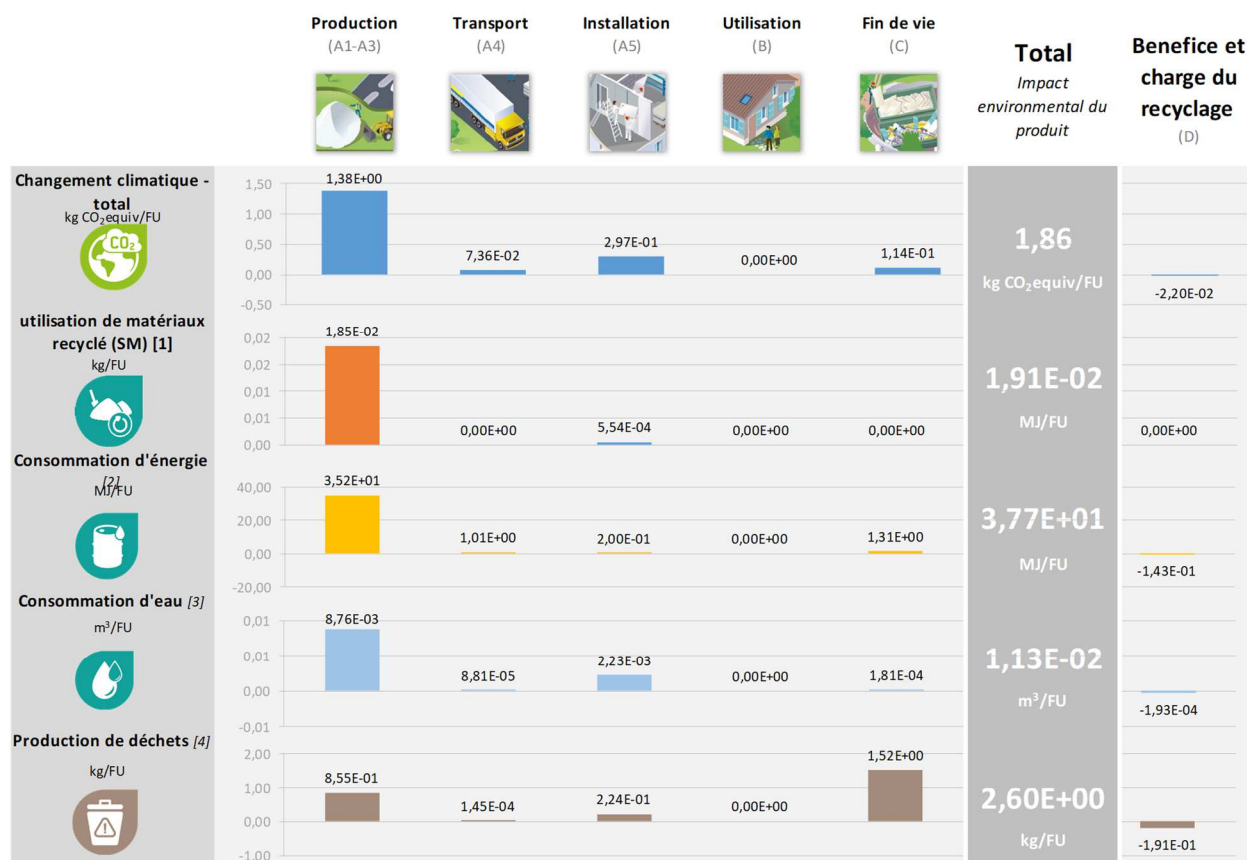 Production
(A1-A3)
Transport
(A4)
Installation
(A5)
Utilisation
(B)
Fin de vie
(C)
Total
Impact
environmental du
produit
Benefice et
charge du
recyclage
(D)
Changement climatique -
total
kg CO₂equiv/FU
CO₂
1,50
1,00
0,50
0,00
-0,50
1,38E+00
7,36E-02
2,97E-01
0,00E+00
1,14E-01
1,86
kg CO₂equiv/FU
-2,20E-02
utilisation de matériaux
recyclé (SM) [1]
kg/FU
0,02
0,02
0,01
0,01
0,00
1,85E-02
0,00E+00
5,54E-04
0,00E+00
0,00E+00
1,91E-02
MJ/FU
0,00E+00
Consommation d'énergie
[2]
MJ/FU
40,00
20,00
0,00
-20,00
3,52E+01
1,01E+00
2,00E-01
0,00E+00
1,31E+00
3,77E+01
MJ/FU
-1,43E-01
Consommation d'eau [3]
m³/FU
0,01
0,01
0,00
-0,01
8,76E-03
8,81E-05
2,23E-03
0,00E+00
1,81E-04
1,13E-02
m³/FU
-1,93E-04
Production de déchets [4]
kg/FU
2,00
1,00
0,00
-1,00
8,55E-01
1,45E-04
2,24E-01
0,00E+00
1,52E+00
2,60E+00
kg/FU
-1,91E-01